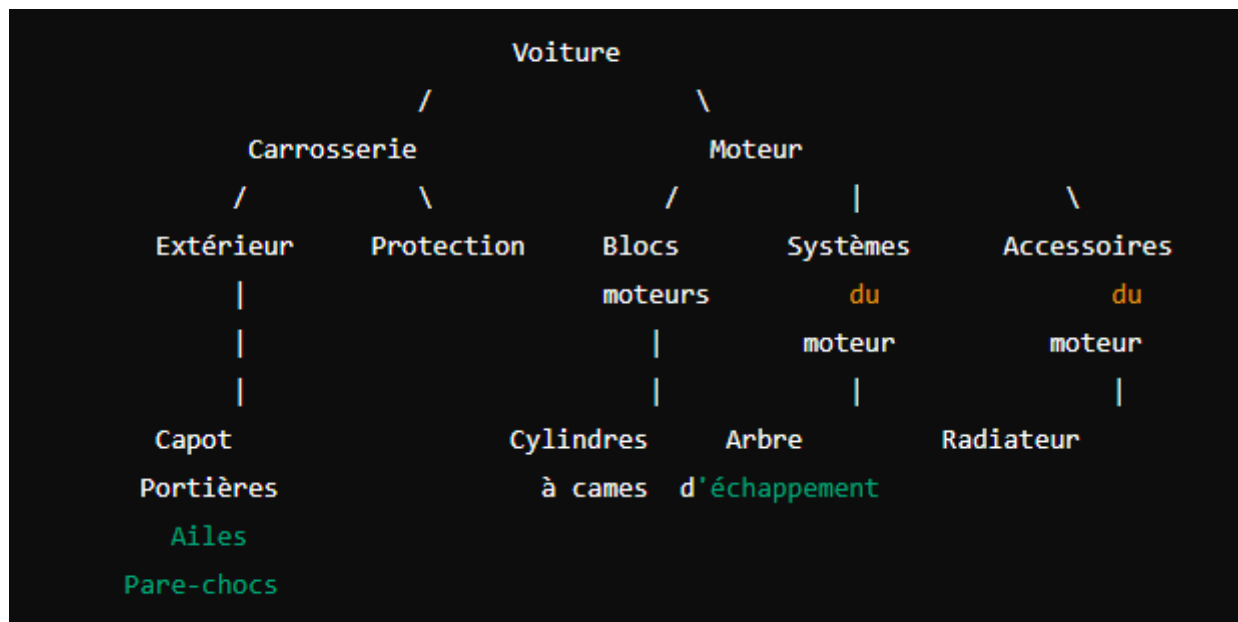 Voiture
/ \
Carrosserie Moteur
/ \ / | \
Extérieur Protection Blocs Systèmes Accessoires
| moteurs du du
| | moteur moteur
| | | |
Capot Cylindres Arbre Radiateur
Portières à cames d'échappement
Ailes
Pare-chocs